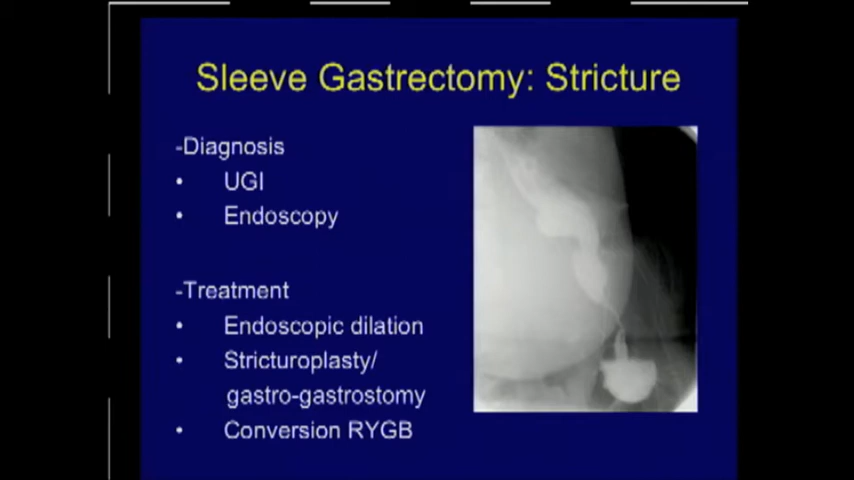 Sleeve Gastrectomy: Stricture
-Diagnosis
• UGI
• Endoscopy
-Treatment
• Endoscopic dilation
• Stricturoplasty/
gastro-gastrostomy
• Conversion RYGB